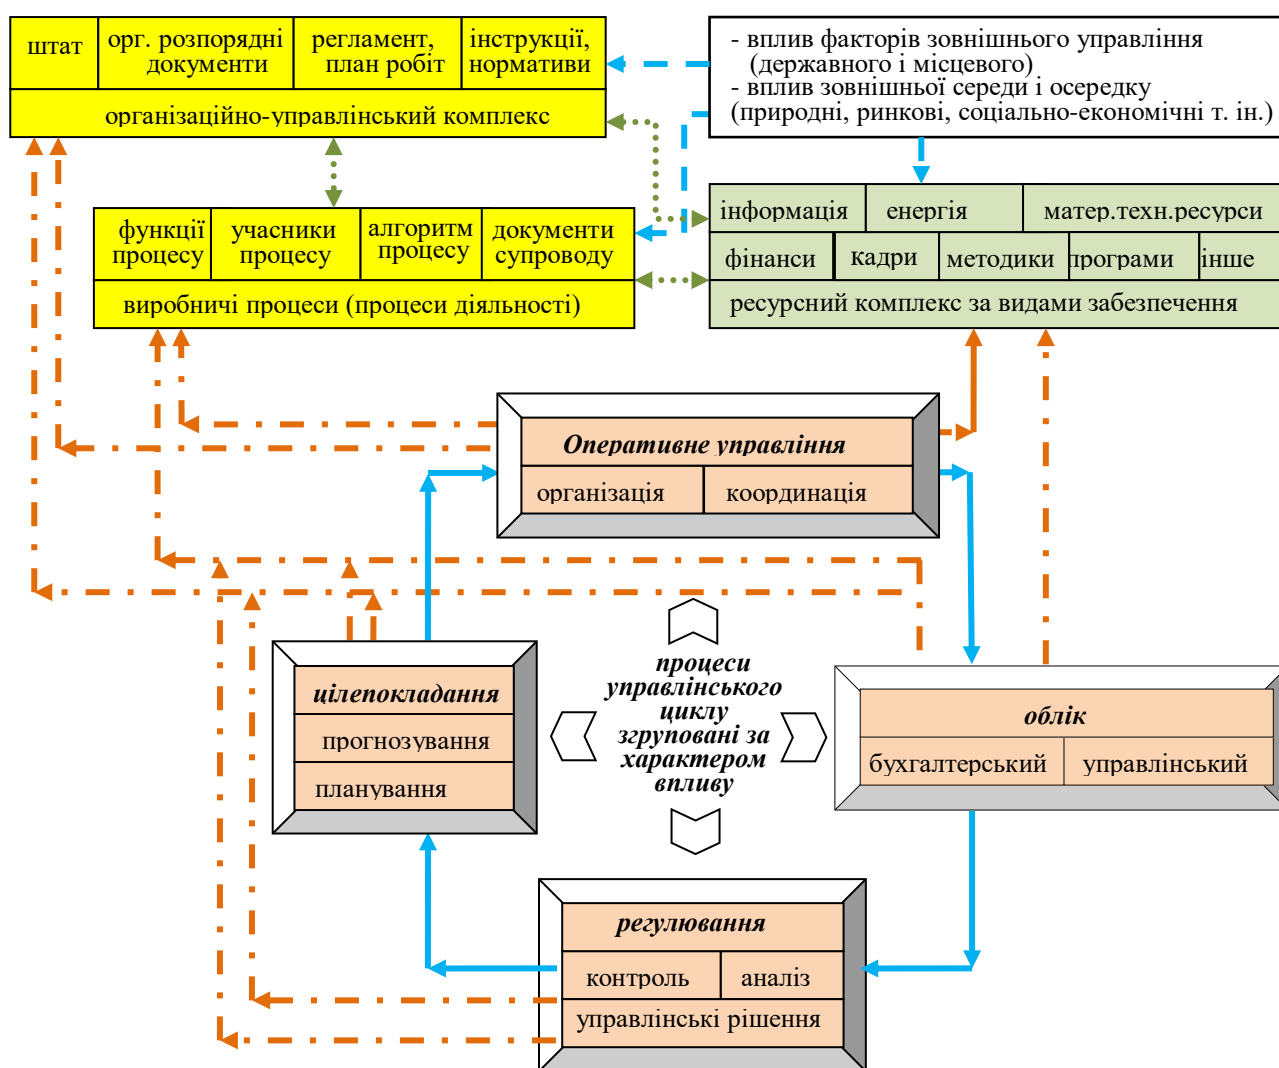 штат
орг. розпорядні
документи
регламент,
план робіт
інструкції,
нормативи
організаційно-управлінський комплекс
- вплив факторів зовнішнього управління
(державного і місцевого)
- вплив зовнішньої середи і осередку
(природні, ринкові, соціально-економічні т. ін.)
функції
процесу
учасники
процесу
алгоритм
процесу
документи
супроводу
виробничі процеси (процеси діяльності)
інформація
енергія
матер.техн.ресурси
фінанси
кадри
методики
програми
інше
ресурсний комплекс за видами забезпечення
Оперативне управління
організація
координація
цілепокладання
прогнозування
планування
процеси
управлінського
циклу
згруповані за
характером
впливу
облік
бухгалтерський
управлінський
регулювання
контроль
аналіз
управлінські рішення